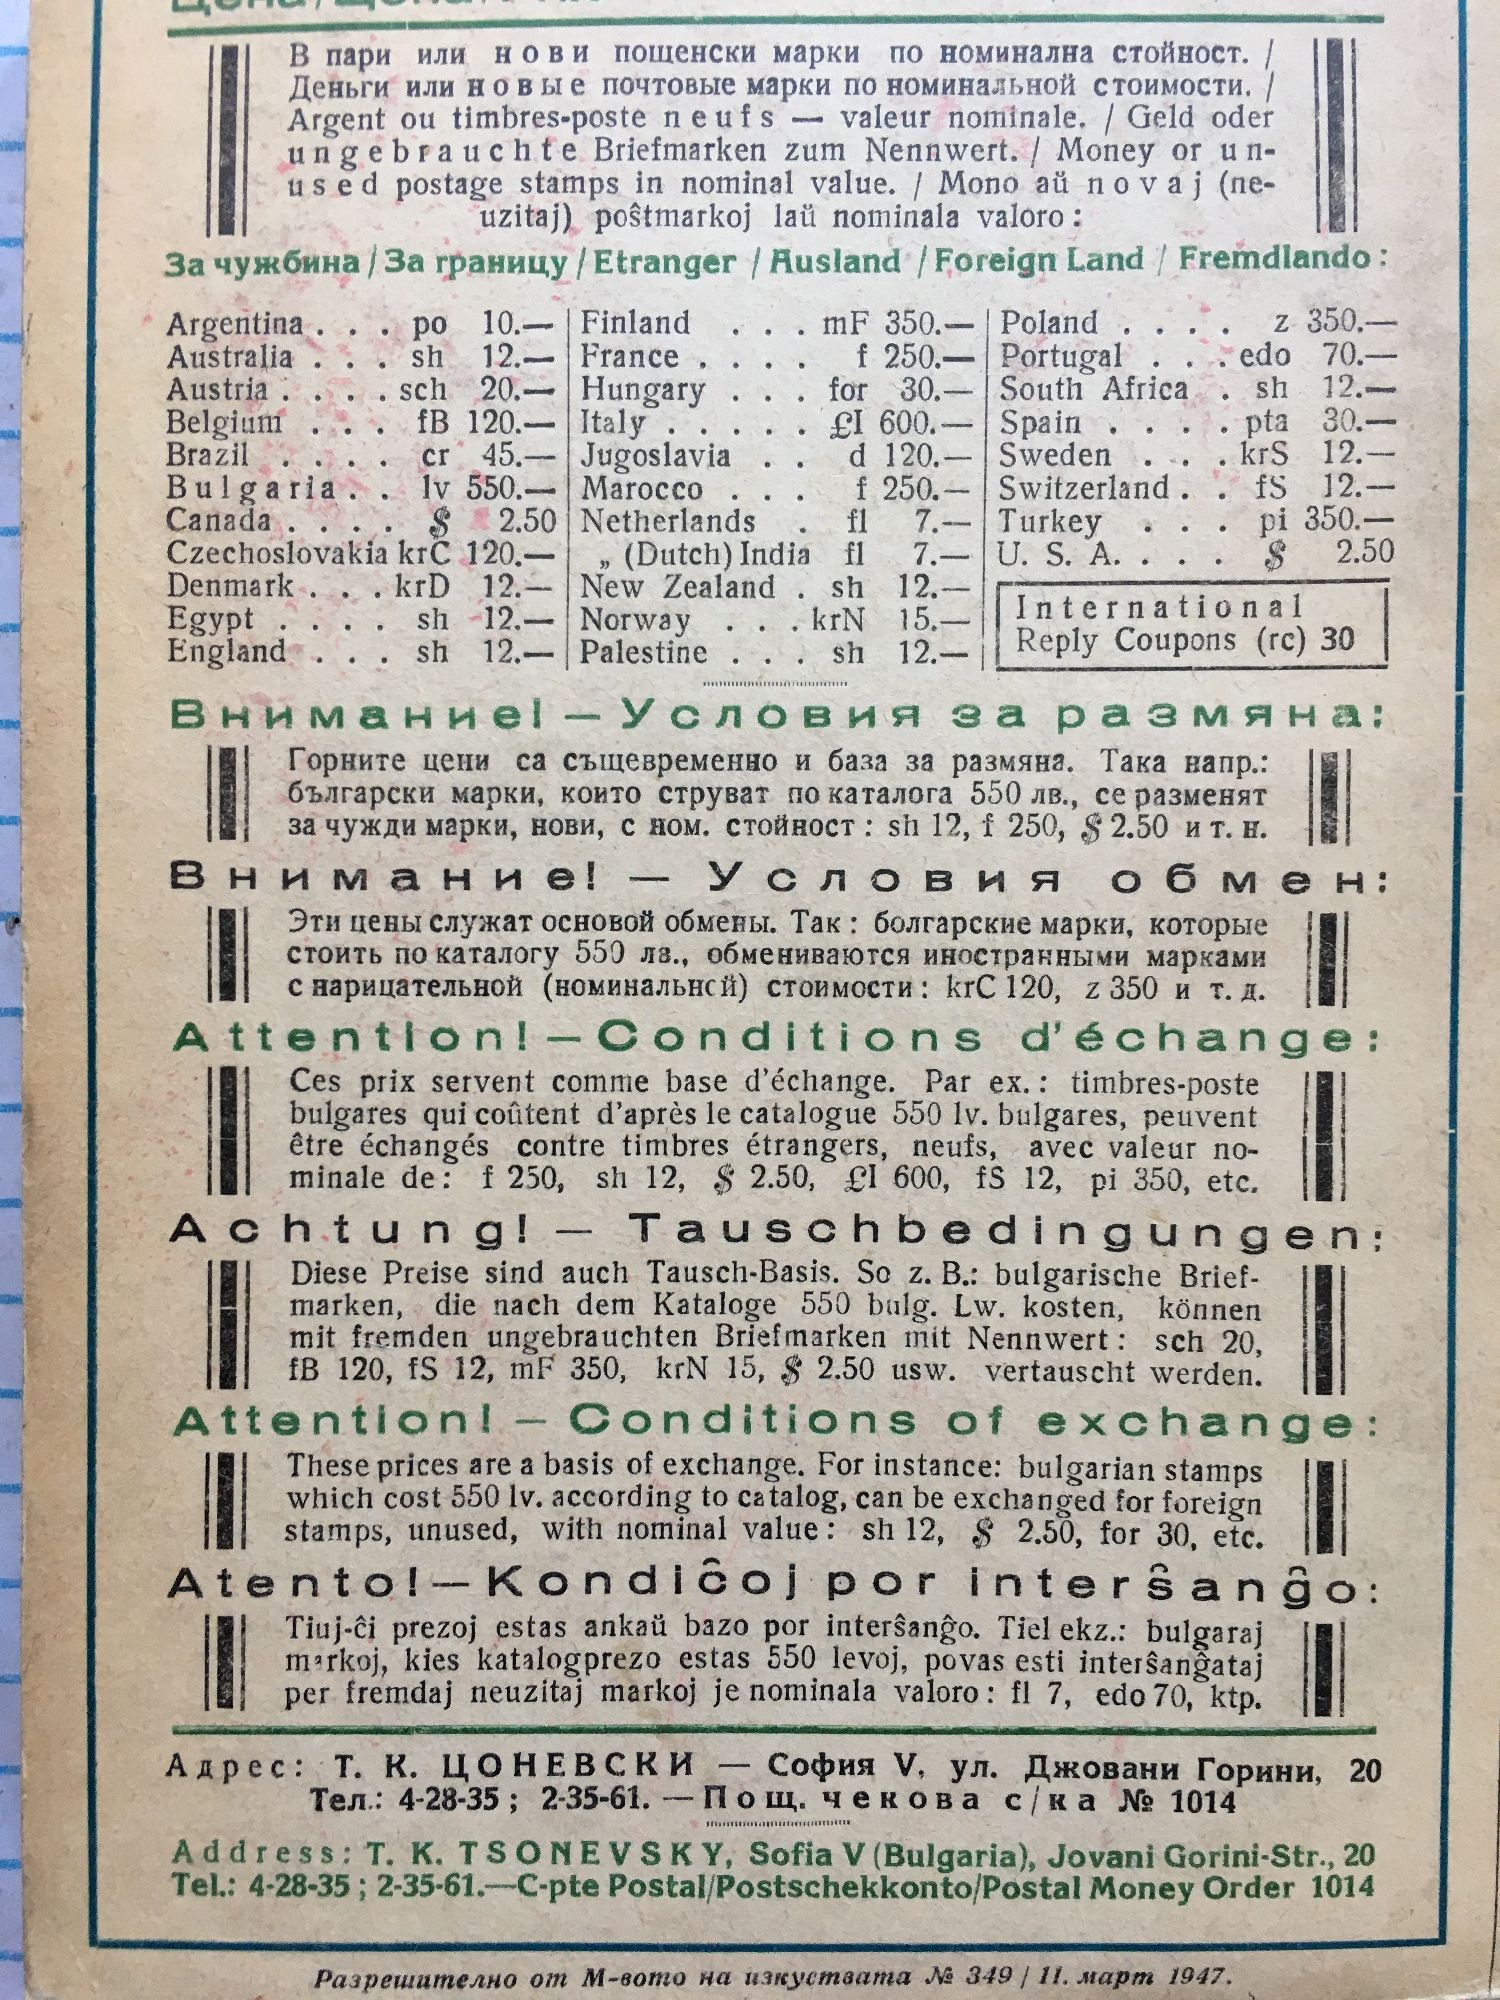 В пари или нови пощенски марки по номинална стойност. /
Деньги или новые почтовые марки по номинальной стоимости. /
Argent ou timbres-poste neufs — valeur nominale. / Geld oder
ungebrauchte Briefmarken zum Nennwert. / Money or un-
used postage stamps in nominal value. / Mono aŭ novaj (ne-
uzitaj) poŝtmarkoj laŭ nominala valoro:
За чужбина / За границу / Etranger / Ausland / Foreign Land / Fremdlando:
Argentina . . . po 10.—
Australia . . . sh 12.—
Austria . . . . sch 20.—
Belgium . . . fB 120.—
Brazil . . . . cr 45.—
Bulgaria . . lv 550.—
Canada . . . . $ 2.50
Czechoslovakia krC 120.—
Denmark . . . krD 12.—
Egypt . . . . sh 12.—
England . . . sh 12.—
Finland . . . mF 350.—
France . . . . f 250.—
Hungary . . . for 30.—
Italy . . . . . £I 600.—
Jugoslavia . . d 120.—
Marocco . . . f 250.—
Netherlands . fl 7.—
„ (Dutch) India fl 7.—
New Zealand . sh 12.—
Norway . . . krN 15.—
Palestine . . . sh 12.—
Poland . . . . z 350.—
Portugal . . . edo 70.—
South Africa . sh 12.—
Spain . . . . pta 30.—
Sweden . . . krS 12.—
Switzerland . . fS 12.—
Turkey . . . pi 350.—
U. S. A. . . . $ 2.50
International
Reply Coupons (rc) 30
Внимание! — Условия за размяна:
Горните цени са същевременно и база за размяна. Така напр.:
български марки, които струват по каталога 550 лв., се разменят
за чужди марки, нови, с ном. стойност: sh 12, f 250, $ 2.50 и т. н.
Внимание! — Условия обмен:
Эти цены служат основой обмены. Так: болгарские марки, которые
стоить по каталогу 550 лв., обмениваются иностранными марками
с нарицательной (номинальной) стоимости: krC 120, z 350 и т. д.
Attention! — Conditions d'échange:
Ces prix servent comme base d'échange. Par ex.: timbres-poste
bulgares qui coûtent d'après le catalogue 550 lv. bulgares, peuvent
être échangés contre timbres étrangers, neufs, avec valeur no-
minale de: f 250, sh 12, $ 2.50, £I 600, fS 12, pi 350, etc.
Achtung! — Tauschbedingungen:
Diese Preise sind auch Tausch-Basis. So z. B.: bulgarische Brief-
marken, die nach dem Kataloge 550 bulg. Lw. kosten, können
mit fremden ungebrauchten Briefmarken mit Nennwert: sch 20,
fB 120, fS 12, mF 350, krN 15, $ 2.50 usw. vertauscht werden.
Attention! — Conditions of exchange:
These prices are a basis of exchange. For instance: bulgarian stamps
which cost 550 lv. according to catalog, can be exchanged for foreign
stamps, unused, with nominal value: sh 12, $ 2.50, for 30, etc.
Atento! — Kondiĉoj por interŝanĝo:
Tiuj-ĉi prezoj estas ankaŭ bazo por interŝanĝo. Tiel ekz.: bulgaraj
markoj, kies katalogprezo estas 550 levoj, povas esti interŝanĝataj
per fremdaj neuzitaj markoj je nominala valoro: fl 7, edo 70, ktp.
Адрес: Т. К. ЦОНЕВСКИ — София V, ул. Джовани Горини, 20
Тел.: 4-28-35; 2-35-61. — Пощ. чекова с/ка № 1014
Address: T. K. TSONEVSKY, Sofia V (Bulgaria), Jovani Gorini-Str., 20
Tel.: 4-28-35; 2-35-61.—C-pte Postal/Postschekkonto/Postal Money Order 1014
Разрешително от М-вото на изкуствата № 349 / 11. март 1947.